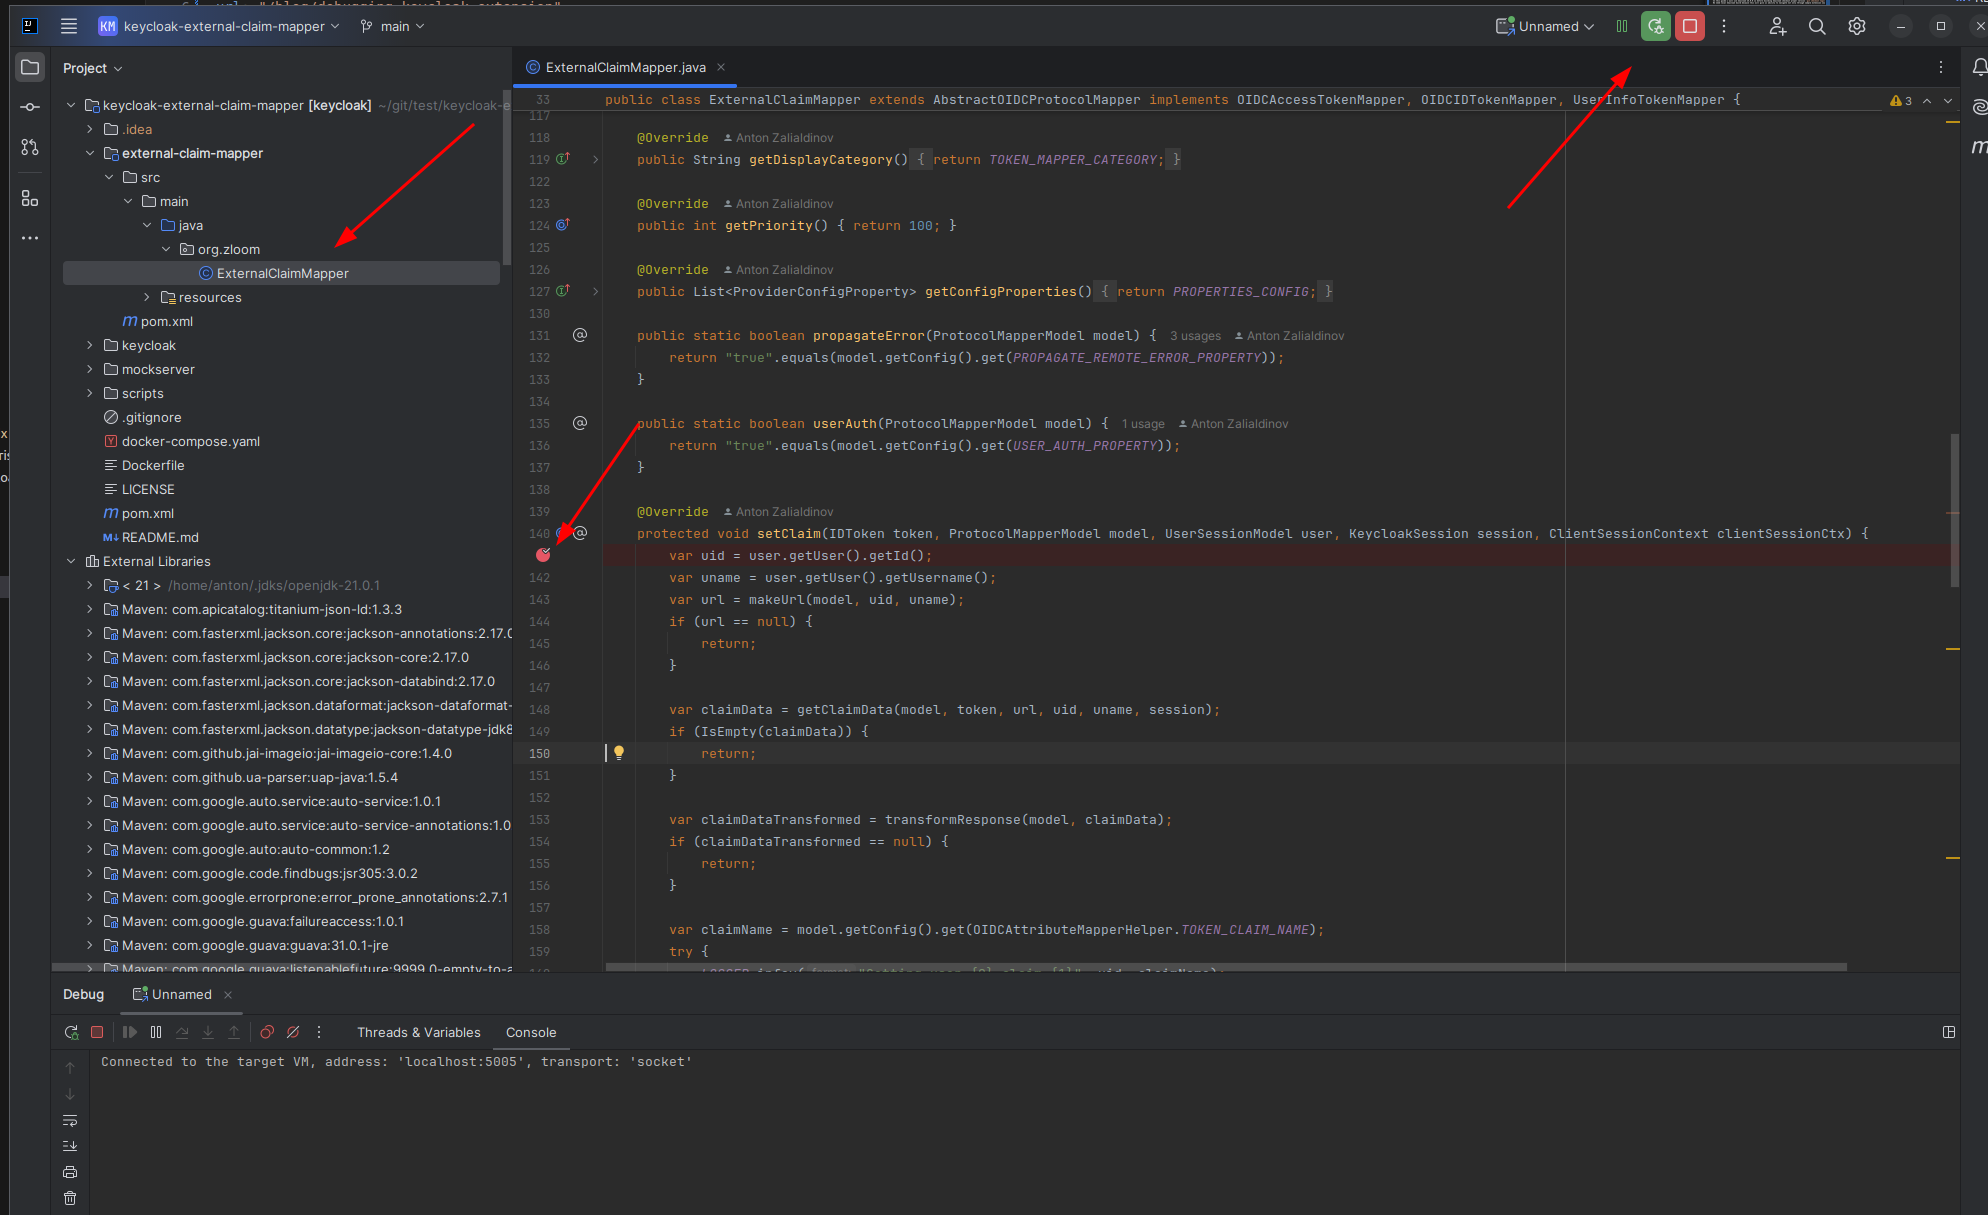 url: "/blog/debugging-keycloak-extension"
KM keycloak-external-claim-mapper main
Unnamed
Project
keycloak-external-claim-mapper [keycloak] ~/git/test/keycloak-e
.idea
external-claim-mapper
src
main
java
org.zloom
ExternalClaimMapper
resources
pom.xml
keycloak
mockserver
scripts
.gitignore
docker-compose.yaml
Dockerfile
LICENSE
pom.xml
README.md
External Libraries
< 21 > /home/anton/.jdks/openjdk-21.0.1
Maven: com.apicatalog:titanium-json-ld:1.3.3
Maven: com.fasterxml.jackson.core:jackson-annotations:2.17.0
Maven: com.fasterxml.jackson.core:jackson-core:2.17.0
Maven: com.fasterxml.jackson.core:jackson-databind:2.17.0
Maven: com.fasterxml.jackson.dataformat:jackson-dataformat-
Maven: com.fasterxml.jackson.datatype:jackson-datatype-jdk8
Maven: com.github.jai-imageio:jai-imageio-core:1.4.0
Maven: com.github.ua-parser:uap-java:1.5.4
Maven: com.google.auto.service:auto-service:1.0.1
Maven: com.google.auto.service:auto-service-annotations:1.0
Maven: com.google.auto:auto-common:1.2
Maven: com.google.code.findbugs:jsr305:3.0.2
Maven: com.google.errorprone:error_prone_annotations:2.7.1
Maven: com.google.guava:failureaccess:1.0.1
Maven: com.google.guava:guava:31.0.1-jre
Maven: com.google.guava:listenablefuture:9999.0-empty-to-a
ExternalClaimMapper.java
33 public class ExternalClaimMapper extends AbstractOIDCProtocolMapper implements OIDCAccessTokenMapper, OIDCIDTokenMapper, UserInfoTokenMapper { 3
117
118 @Override Anton Zalialdinov
119 public String getDisplayCategory() { return TOKEN_MAPPER_CATEGORY; }
122
123 @Override Anton Zalialdinov
124 public int getPriority() { return 100; }
125
126 @Override Anton Zalialdinov
127 public List<ProviderConfigProperty> getConfigProperties() { return PROPERTIES_CONFIG; }
130
131 public static boolean propagateError(ProtocolMapperModel model) { 3 usages Anton Zalialdinov
132 return "true".equals(model.getConfig().get(PROPAGATE_REMOTE_ERROR_PROPERTY));
133 }
134
135 public static boolean userAuth(ProtocolMapperModel model) { 1 usage Anton Zalialdinov
136 return "true".equals(model.getConfig().get(USER_AUTH_PROPERTY));
137 }
138
139 @Override Anton Zalialdinov
140 protected void setClaim(IDToken token, ProtocolMapperModel model, UserSessionModel user, KeycloakSession session, ClientSessionContext clientSessionCtx) {
var uid = user.getUser().getId();
142 var uname = user.getUser().getUsername();
143 var url = makeUrl(model, uid, uname);
144 if (url == null) {
145 return;
146 }
147
148 var claimData = getClaimData(model, token, url, uid, uname, session);
149 if (IsEmpty(claimData)) {
150 return;
151 }
152
153 var claimDataTransformed = transformResponse(model, claimData);
154 if (claimDataTransformed == null) {
155 return;
156 }
157
158 var claimName = model.getConfig().get(OIDCAttributeMapperHelper.TOKEN_CLAIM_NAME);
159 try {
Debug Unnamed
Threads & Variables Console
Connected to the target VM, address: 'localhost:5005', transport: 'socket'